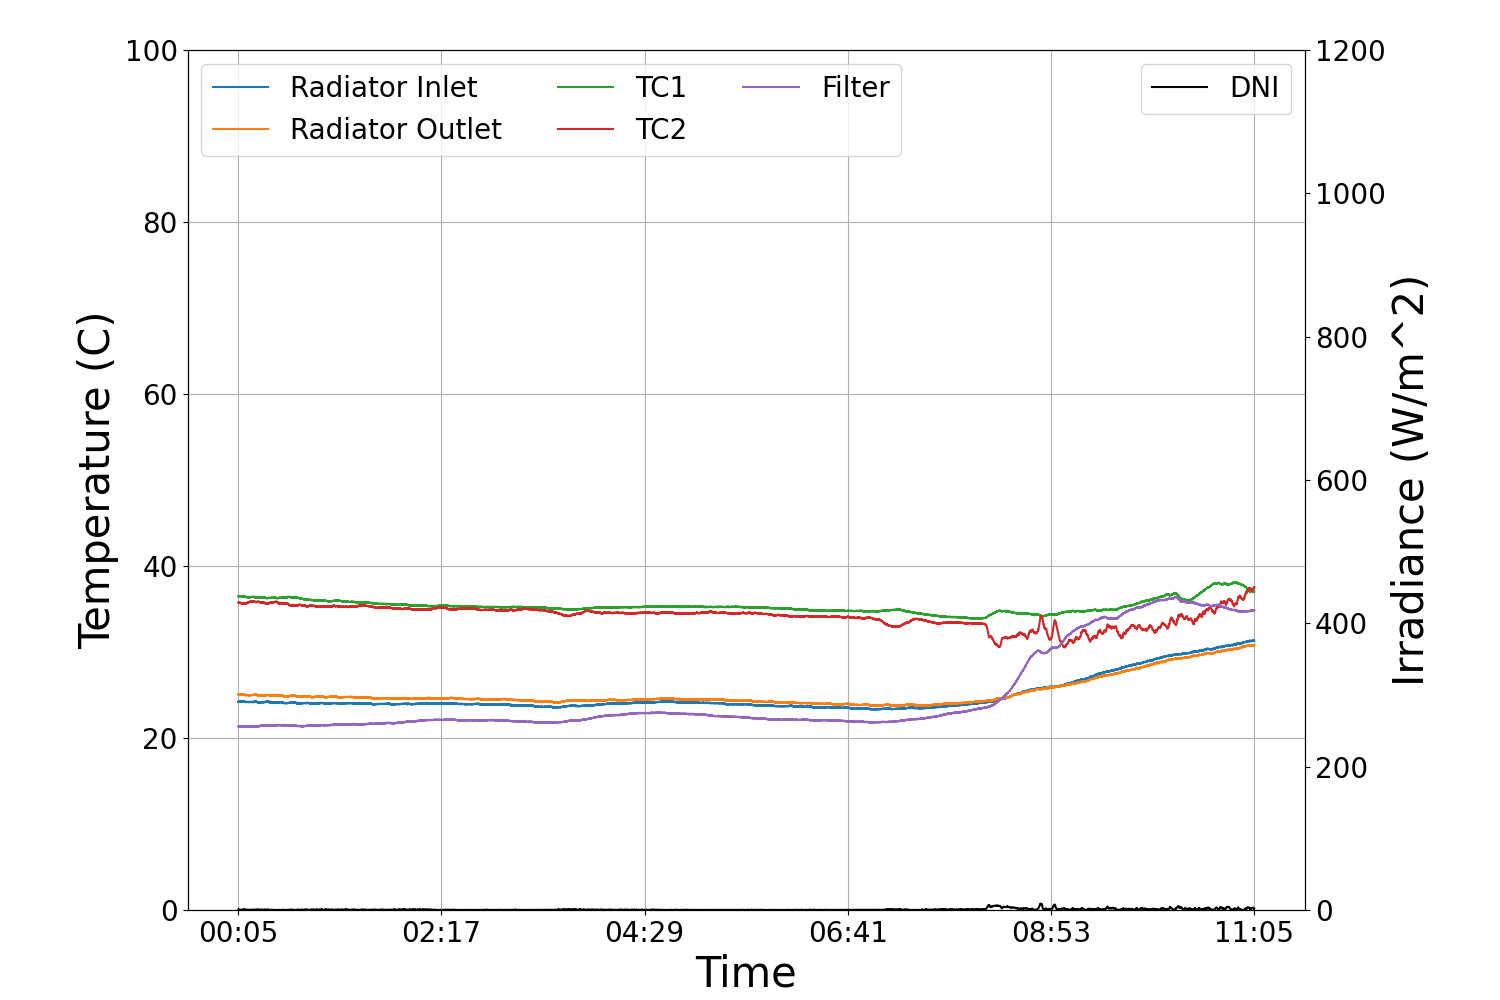 Radiator Inlet
Radiator Outlet
TC1
TC2
Filter
DNI
100
80
60
40
20
0
Temperature (C)
1200
1000
800
600
400
200
0
Irradiance (W/m^2)
00:05 02:17 04:29 06:41 08:53 11:05
Time